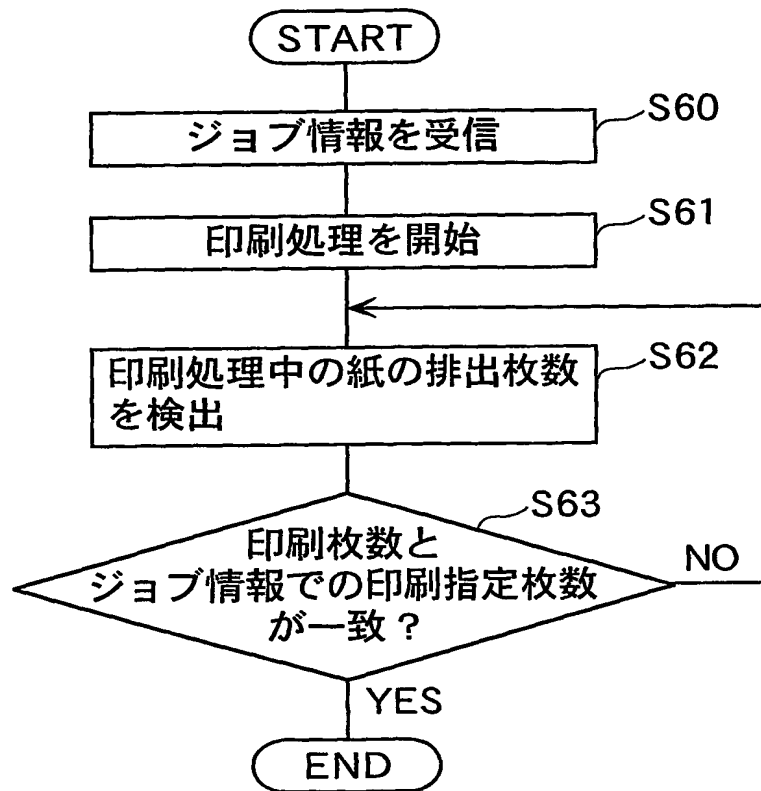 START
ジョブ情報を受信
S60
印刷処理を開始
S61
印刷処理中の紙の排出枚数
を検出
S62
S63
印刷枚数と
ジョブ情報での印刷指定枚数
が一致?
NO
YES
END